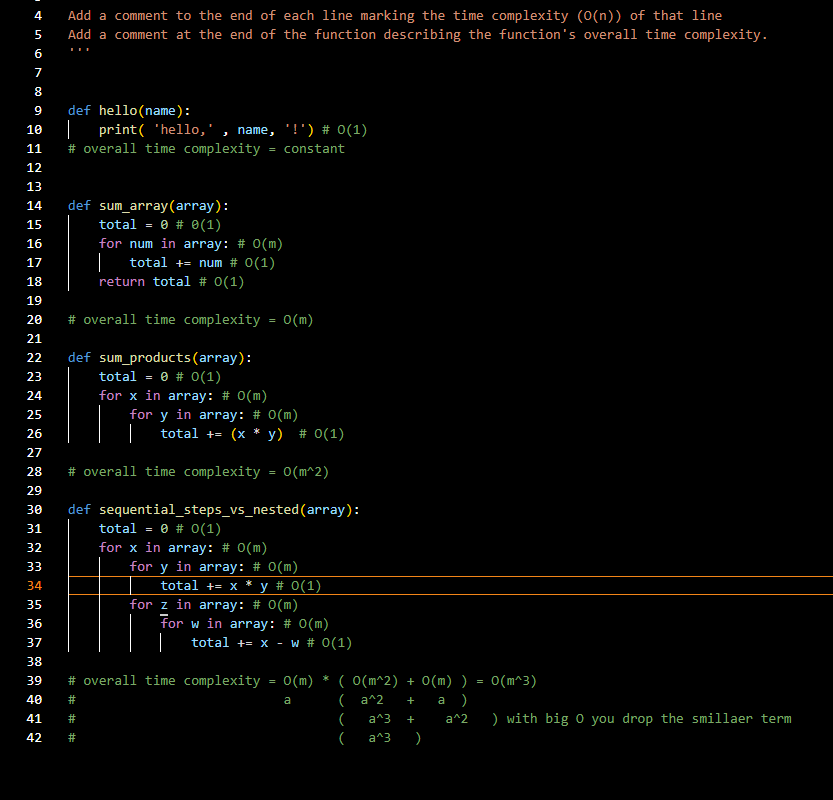 4 Add a comment to the end of each line marking the time complexity (O(n)) of that line
5 Add a comment at the end of the function describing the function's overall time complexity.
6 '''
7
8
9 def hello(name):
10 print( 'hello,' , name, '!') # O(1)
11 # overall time complexity = constant
12
13
14 def sum_array(array):
15 total = 0 # 0(1)
16 for num in array: # O(m)
17 total += num # O(1)
18 return total # O(1)
19
20 # overall time complexity = O(m)
21
22 def sum_products(array):
23 total = 0 # O(1)
24 for x in array: # O(m)
25 for y in array: # O(m)
26 total += (x * y)  # O(1)
27
28 # overall time complexity = O(m^2)
29
30 def sequential_steps_vs_nested(array):
31 total = 0 # O(1)
32 for x in array: # O(m)
33 for y in array: # O(m)
34 total += x * y # O(1)
35 for z in array: # O(m)
36 for w in array: # O(m)
37 total += x - w # O(1)
38
39 # overall time complexity = O(m) * ( O(m^2) + O(m) ) = O(m^3)
40 # a ( a^2 + a )
41 # ( a^3 + a^2 ) with big O you drop the smillaer term
42 # ( a^3 )